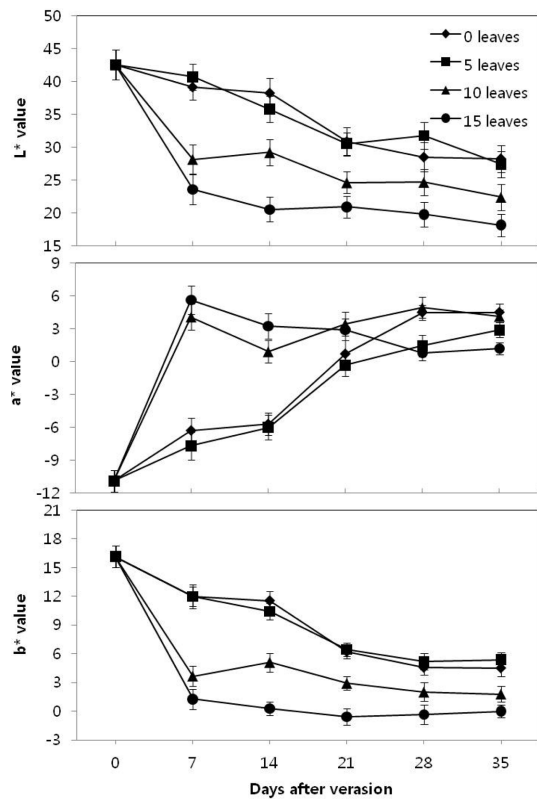 50
45
40
35
30
25
20
15
L* value
0 leaves
5 leaves
10 leaves
15 leaves
9
6
3
0
-3
-6
-9
-12
a* value
21
18
15
12
9
6
3
0
-3
b* value
0 7 14 21 28 35
Days after verasion